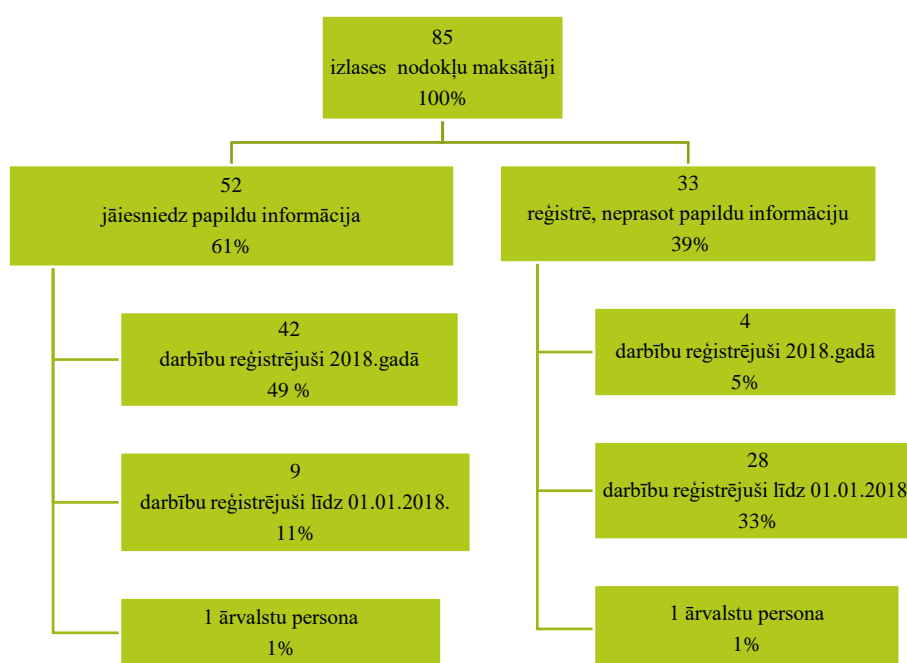 85
izlases nodokļu maksātāji
100%
52
jāiesniedz papildu informācija
61%
33
reģistrē, neprasot papildu informāciju
39%
42
darbību reģistrējuši 2018.gadā
49 %
9
darbību reģistrējuši līdz 01.01.2018.
11%
1 ārvalstu persona
1%
4
darbību reģistrējuši 2018.gadā
5%
28
darbību reģistrējuši līdz 01.01.2018
33%
1 ārvalstu persona
1%